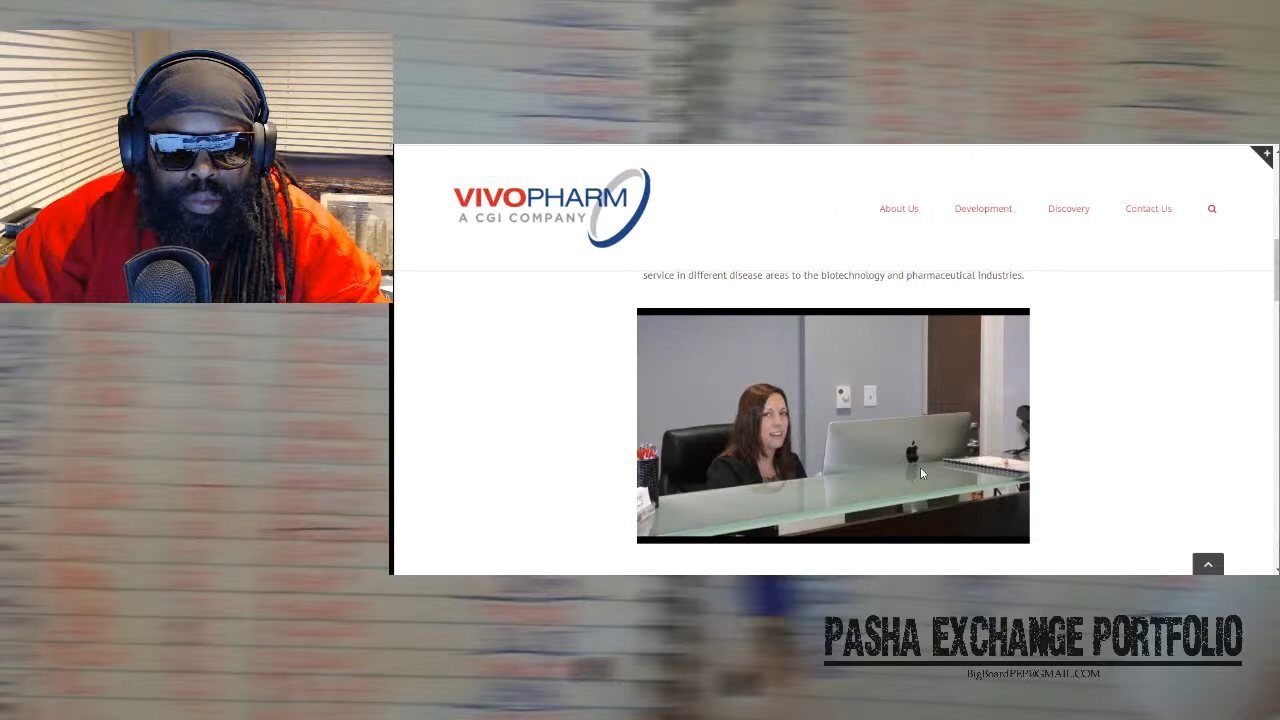 VIVOPHARM
A CGI COMPANY
About Us
Development
Discovery
Contact Us
service in different disease areas to the biotechnology and pharmaceutical industries.
PASHA EXCHANGE PORTFOLIO
BigBoardPEP@GMAIL.COM